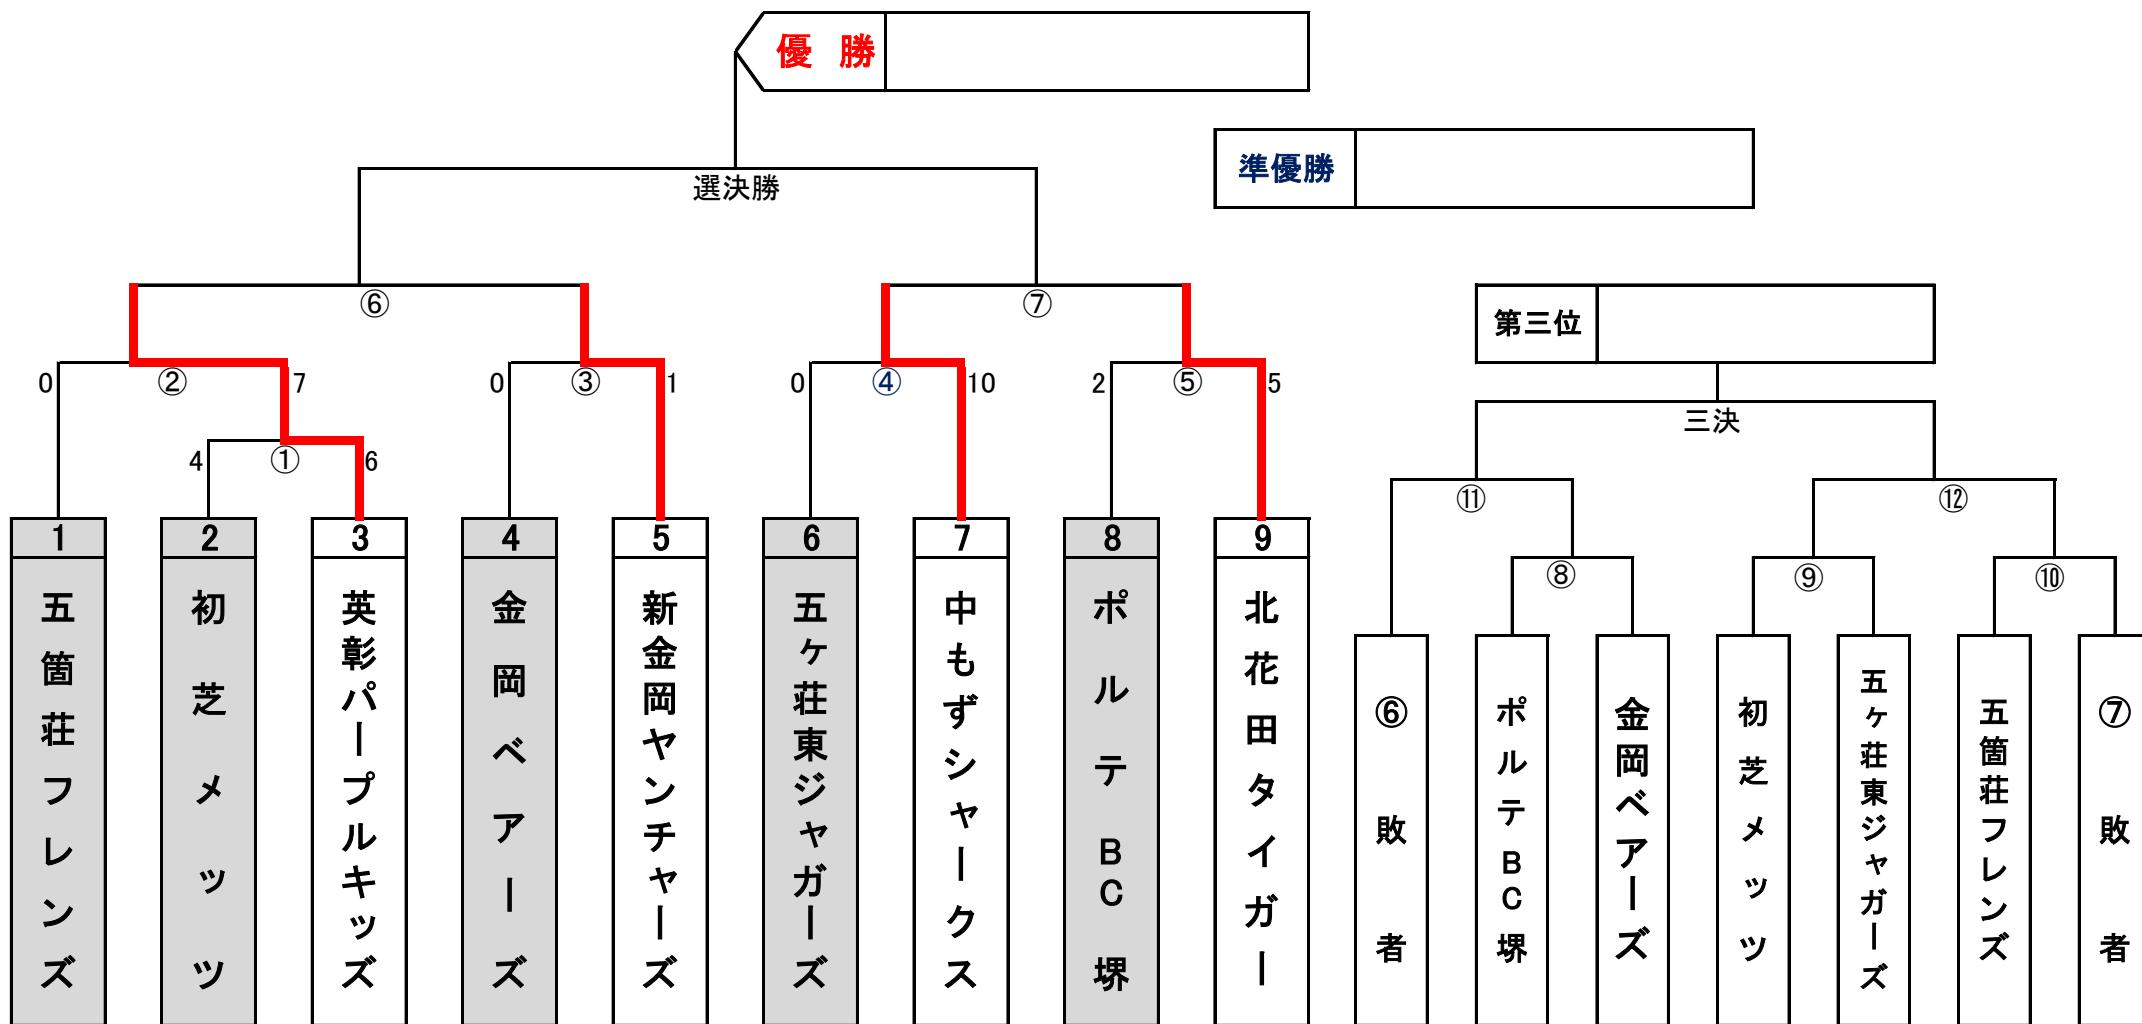 優 勝
準優勝
選決勝
⑥
⑦
第三位
0
②
7
0
③
1
0
④
10
2
⑤
5
三決
4
①
6
⑪
⑫
⑧
⑨
⑩
1
2
3
4
5
6
7
8
9
五箇荘フレンズ
初芝メッツ
英彰パープルキッズ
金岡ベアーズ
新金岡ヤンチャーズ
五ヶ荘東ジャガーズ
中もずシャークス
ポルテBC堺
北花田タイガー
⑥敗者
ポルテBC堺
金岡ベアーズ
初芝メッツ
五ヶ荘東ジャガーズ
五箇荘フレンズ
⑦敗者